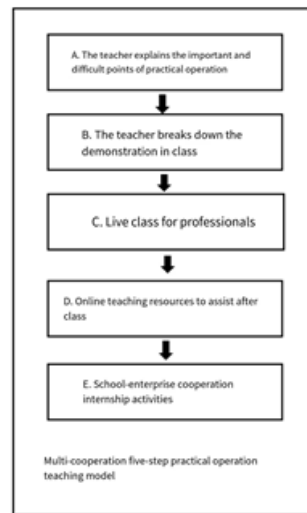 A. The teacher explains the important and
difficult points of practical operation
B. The teacher breaks down the
demonstration in class
C. Live class for professionals
D. Online teaching resources to assist after
class
E. School-enterprise cooperation
internship activities
Multi-cooperation five-step practical operation
teaching model